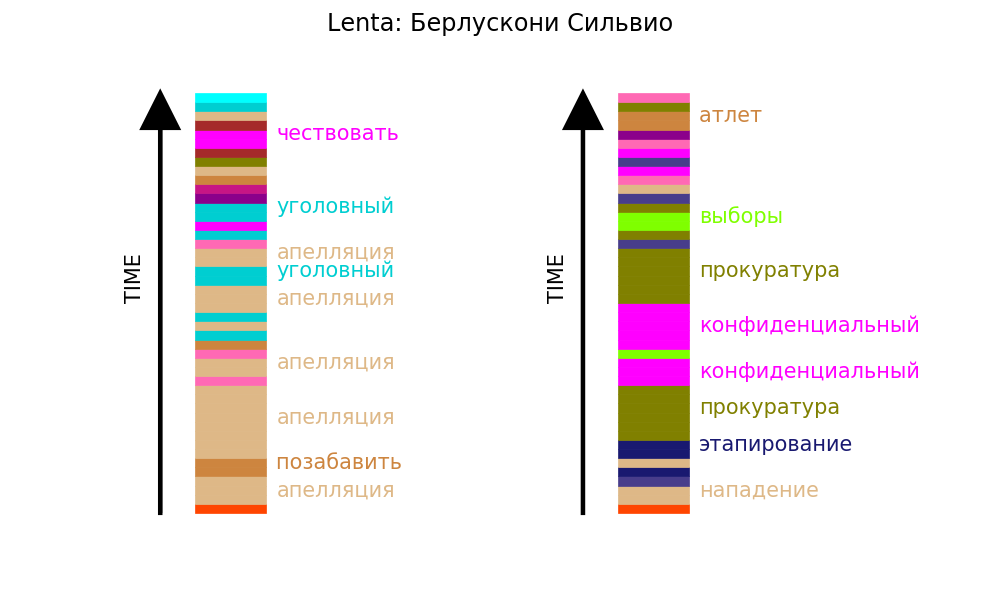 Lenta: Берлускони Сильвио
TIME
чествовать
уголовный
апелляция
уголовный
апелляция
апелляция
апелляция
позабавить
апелляция
TIME
атлет
выборы
прокуратура
конфиденциальный
конфиденциальный
прокуратура
этапирование
нападение